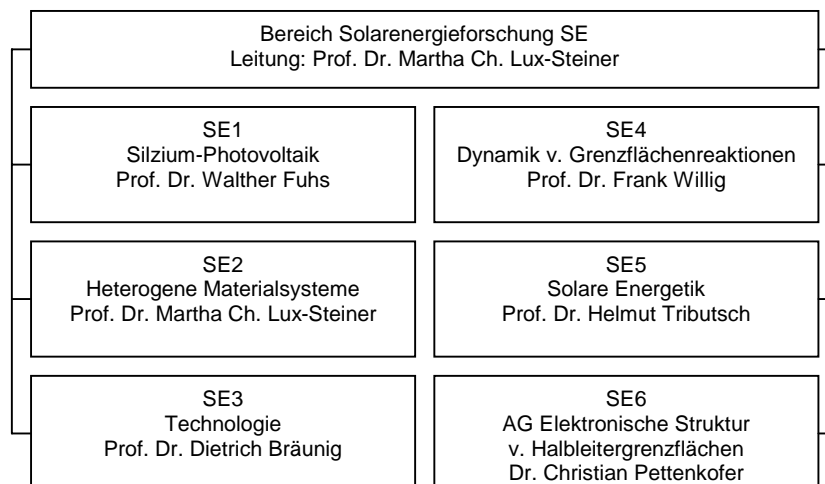 Bereich Solarenergieforschung SE
Leitung: Prof. Dr. Martha Ch. Lux-Steiner
SE1
Silzium-Photovoltaik
Prof. Dr. Walther Fuhs
SE4
Dynamik v. Grenzflächenreaktionen
Prof. Dr. Frank Willig
SE2
Heterogene Materialsysteme
Prof. Dr. Martha Ch. Lux-Steiner
SE5
Solare Energetik
Prof. Dr. Helmut Tributsch
SE3
Technologie
Prof. Dr. Dietrich Bräunig
SE6
AG Elektronische Struktur
v. Halbleitergrenzflächen
Dr. Christian Pettenkofer